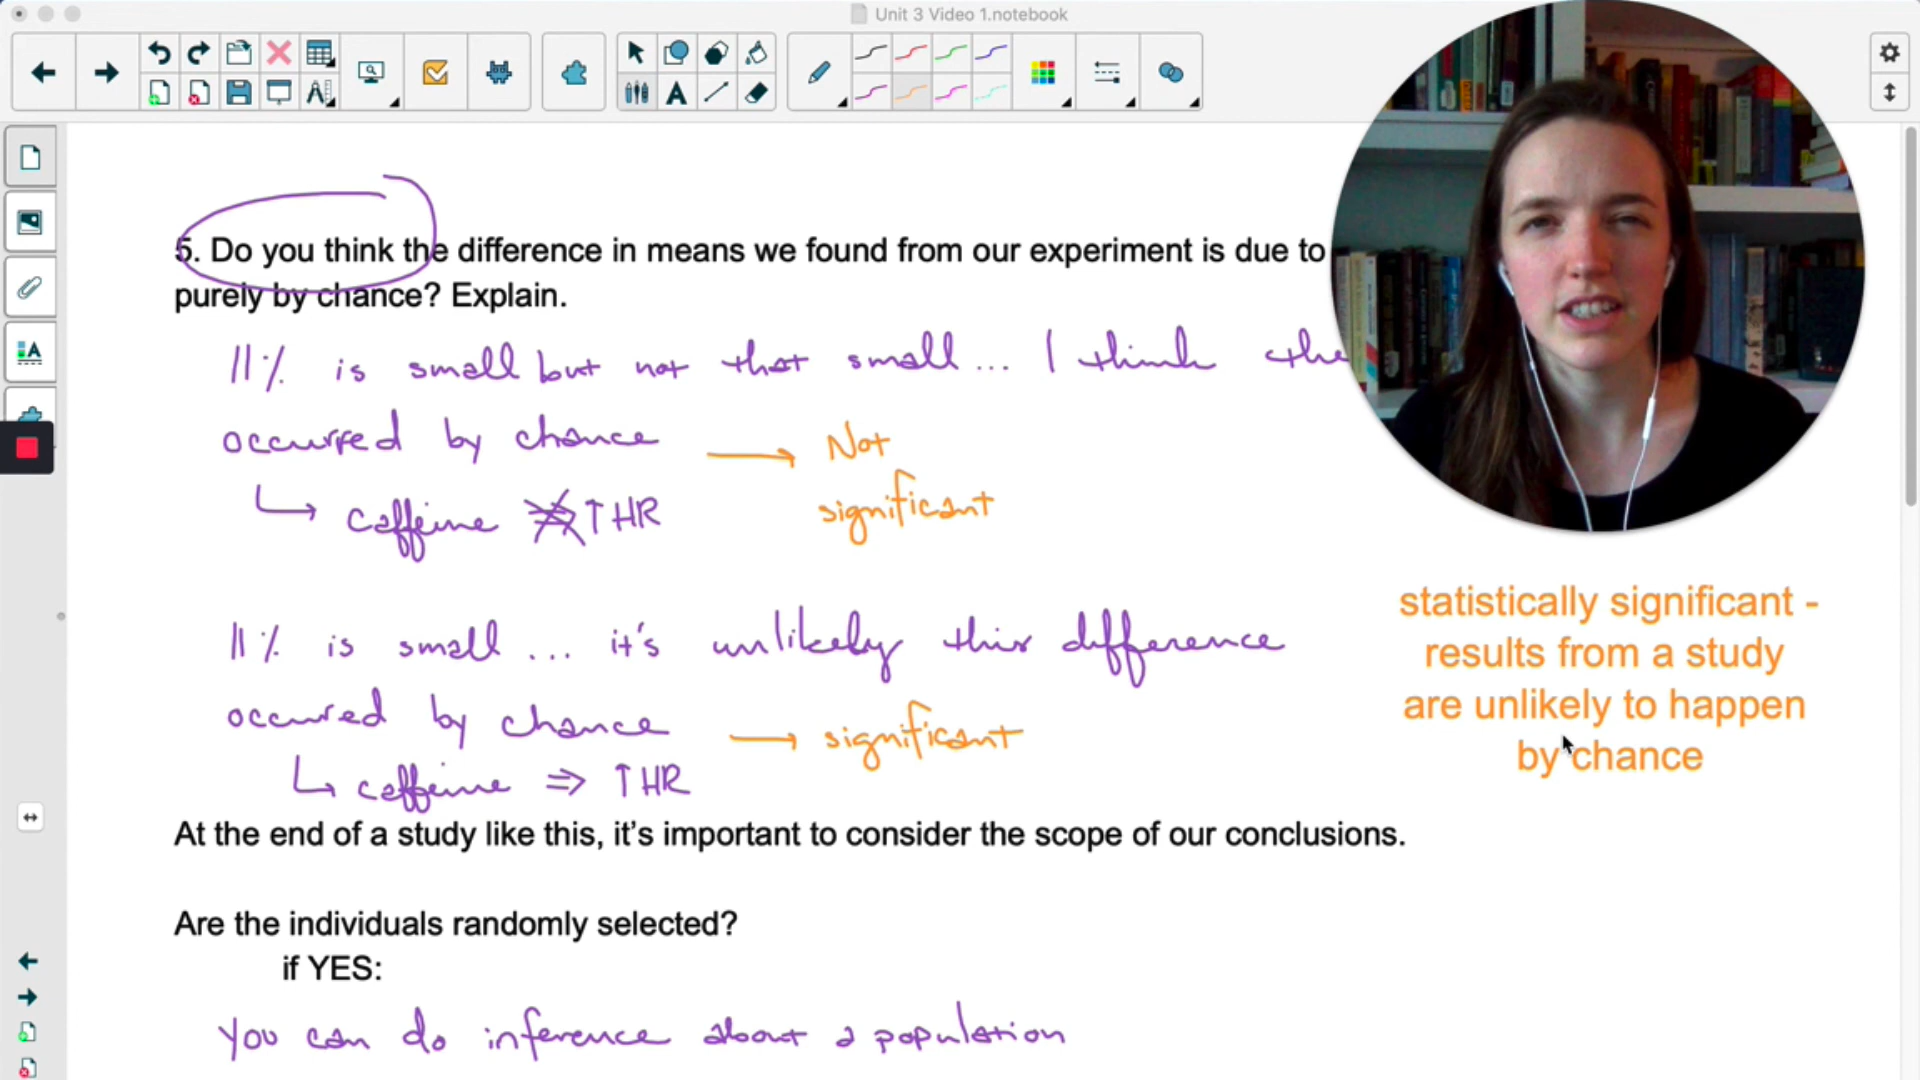 Unit 3 Video 1.notebook
5. Do you think the difference in means we found from our experiment is due to
purely by chance? Explain.
11% is small but not that small... I think the
occurred by chance → Not
significant
↳ caffeine ⇏ ↑HR
11% is small ... it's unlikely this difference
occured by chance → significant
↳ caffeine ⇒ ↑HR
statistically significant -
results from a study
are unlikely to happen
by chance
At the end of a study like this, it's important to consider the scope of our conclusions.
Are the individuals randomly selected?
if YES:
you can do inference about a population